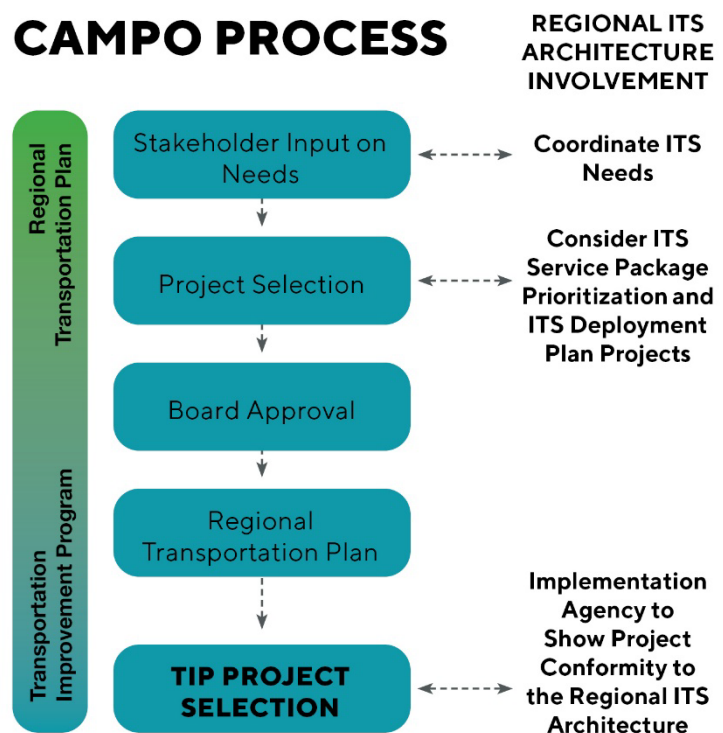 CAMPO PROCESS
REGIONAL ITS
ARCHITECTURE
INVOLVEMENT
Regional
Transportation Plan
Transportation
Improvement Program
Stakeholder Input on
Needs
Coordinate ITS
Needs
Project Selection
Consider ITS
Service Package
Prioritization and
ITS Deployment
Plan Projects
Board Approval
Regional
Transportation Plan
TIP PROJECT
SELECTION
Implementation
Agency to
Show Project
Conformity to
the Regional ITS
Architecture